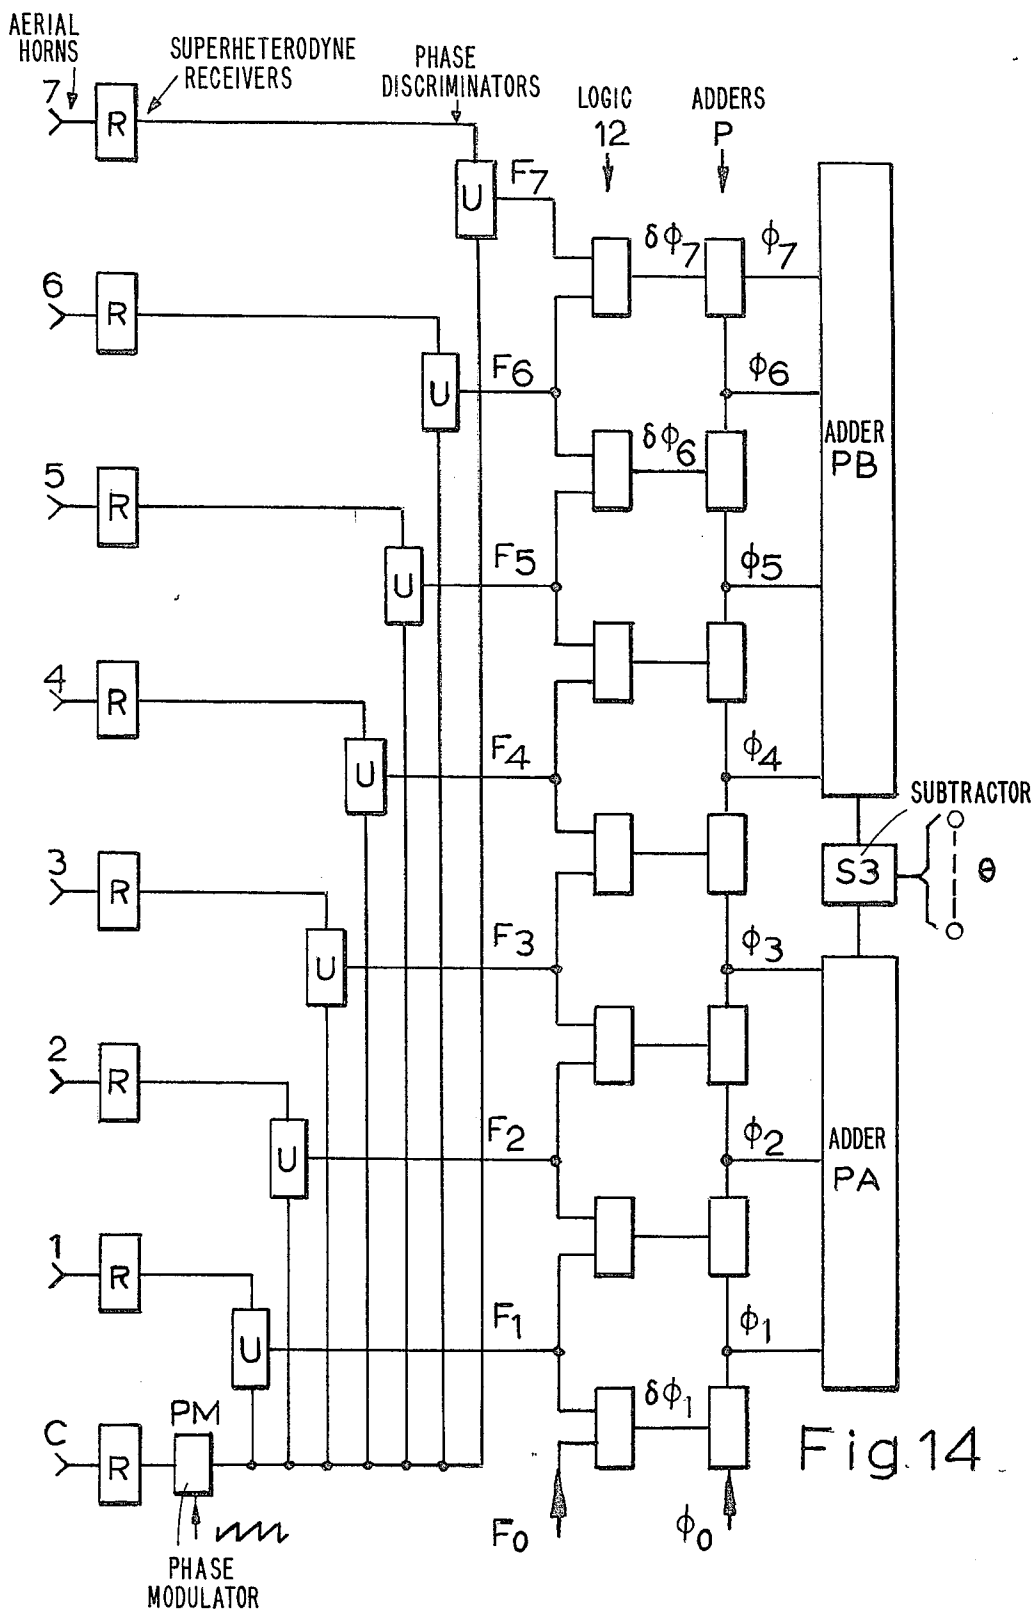 AERIAL
HORNS
SUPERHETERODYNE
RECEIVERS
PHASE
DISCRIMINATORS
LOGIC
12
ADDERS
P
7
R
U
F7
δϕ7
ϕ7
6
R
U
F6
ϕ6
δϕ6
ADDER
PB
5
R
U
F5
ϕ5
4
R
U
F4
ϕ4
SUBTRACTOR
S3
θ
3
R
U
F3
ϕ3
2
R
U
F2
ϕ2
ADDER
PA
1
R
U
F1
ϕ1
δϕ1
C
R
PM
F0
ϕ0
PHASE
MODULATOR
Fig.14